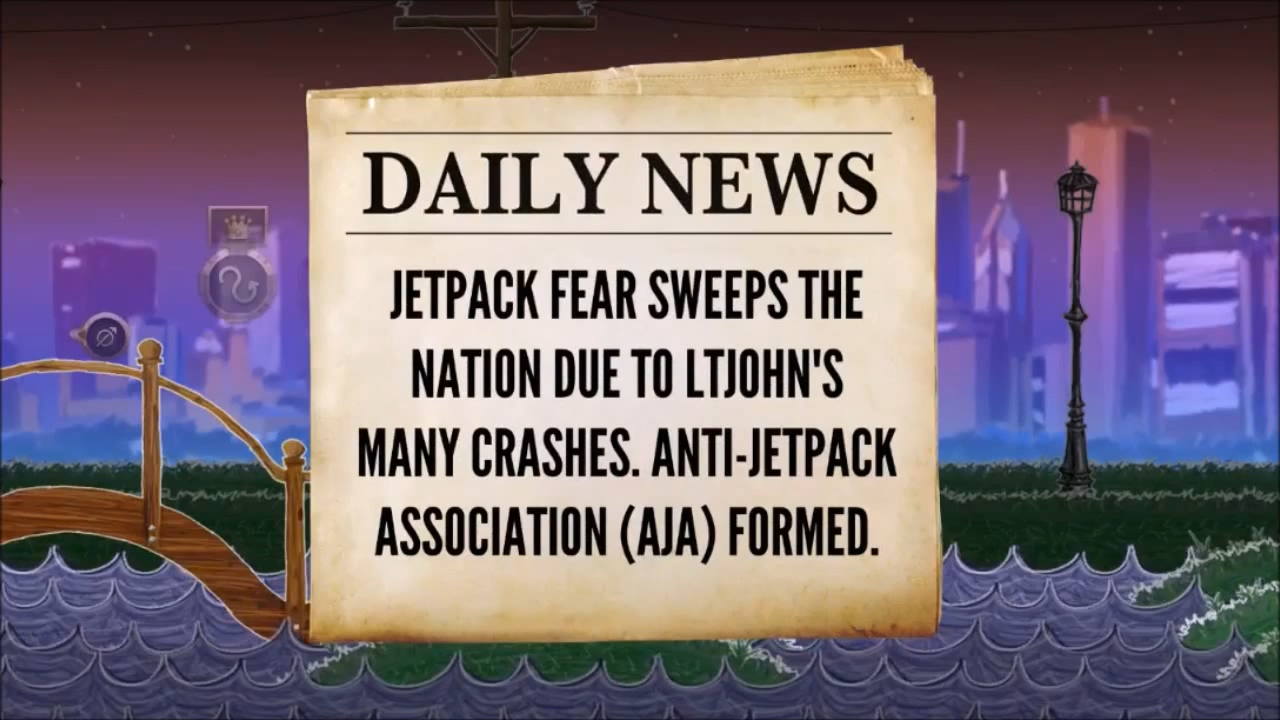 DAILY NEWS
JETPACK FEAR SWEEPS THE
NATION DUE TO LTJOHN'S
MANY CRASHES. ANTI-JETPACK
ASSOCIATION (AJA) FORMED.